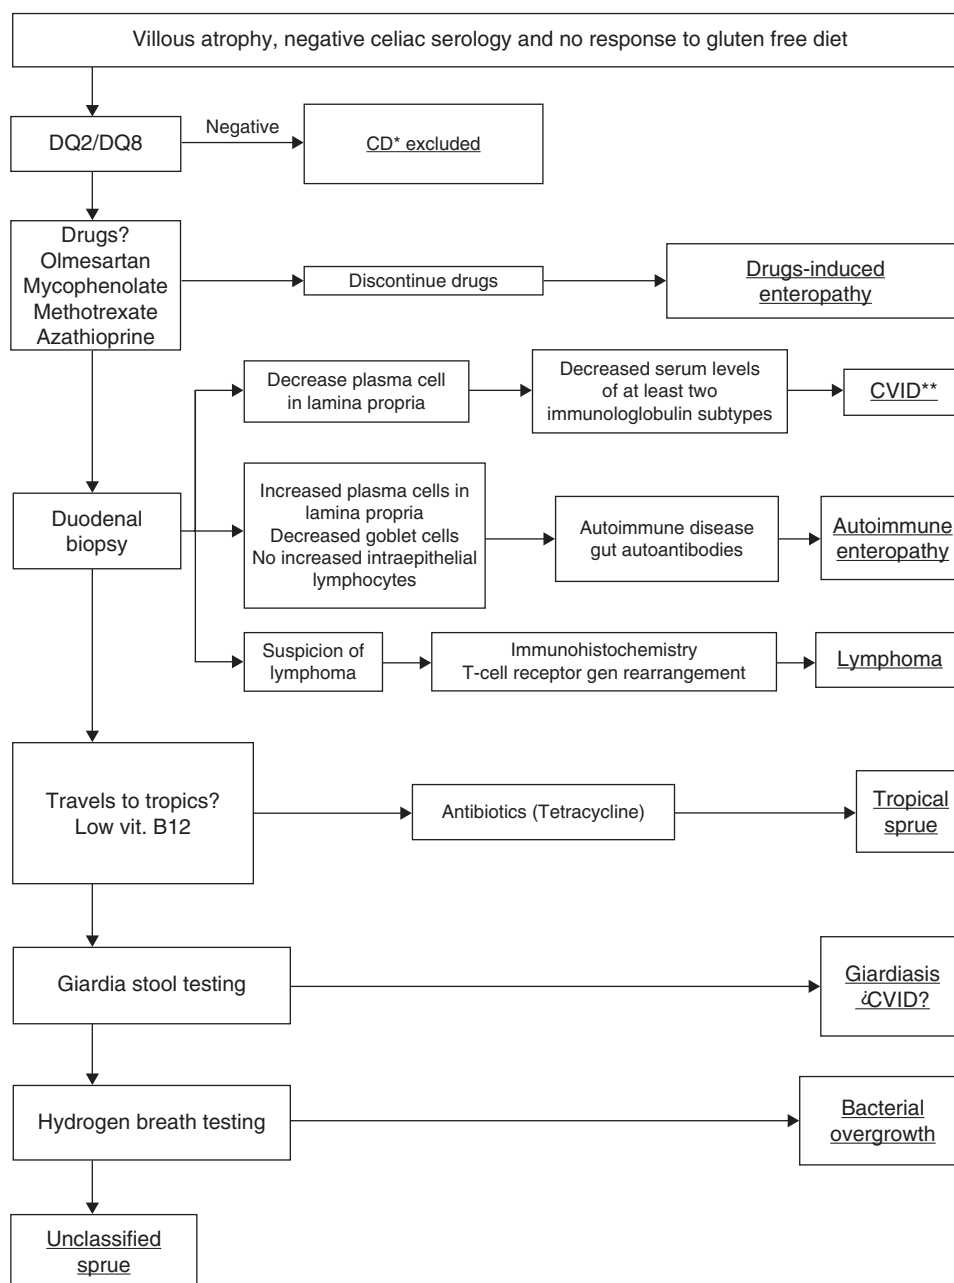 Villous atrophy, negative celiac serology and no response to gluten free diet
DQ2/DQ8
Negative
CD* excluded
Drugs?
Olmesartan
Mycophenolate
Methotrexate
Azathioprine
Discontinue drugs
Drugs-induced
enteropathy
Decrease plasma cell
in lamina propria
Decreased serum levels
of at least two
immunologlobulin subtypes
CVID**
Duodenal
biopsy
Increased plasma cells in
lamina propria
Decreased goblet cells
No increased intraepithelial
lymphocytes
Autoimmune disease
gut autoantibodies
Autoimmune
enteropathy
Suspicion of
lymphoma
Immunohistochemistry
T-cell receptor gen rearrangement
Lymphoma
Travels to tropics?
Low vit. B12
Antibiotics (Tetracycline)
Tropical
sprue
Giardia stool testing
Giardiasis
¿CVID?
Hydrogen breath testing
Bacterial
overgrowth
Unclassified
sprue